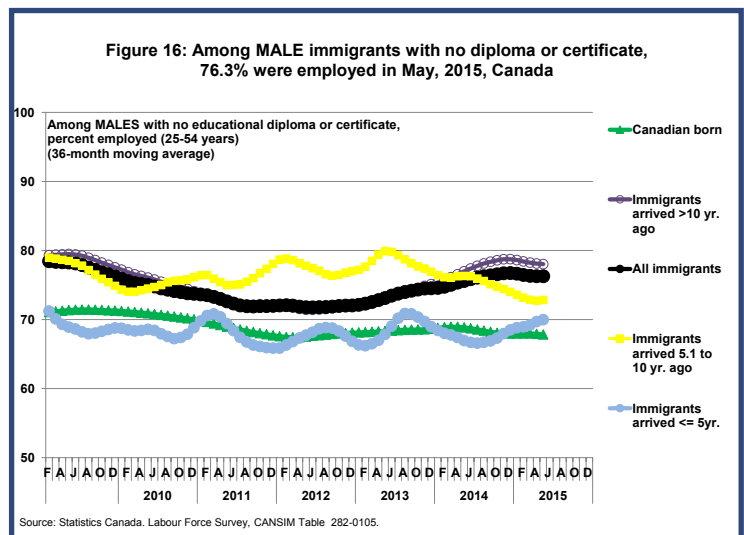 Figure 16: Among MALE immigrants with no diploma or certificate,
76.3% were employed in May, 2015, Canada
100
90
80
70
60
50
Among MALES with no educational diploma or certificate,
percent employed (25-54 years)
(36-month moving average)
Canadian born
Immigrants
arrived >10 yr.
ago
All immigrants
Immigrants
arrived 5.1 to
10 yr. ago
Immigrants
arrived <= 5yr.
F A J A O D F A J A O D F A J A O D F A J A O D F A J A O D F A J A O D F A J A O D
2010 2011 2012 2013 2014 2015
Source: Statistics Canada. Labour Force Survey, CANSIM Table 282-0105.